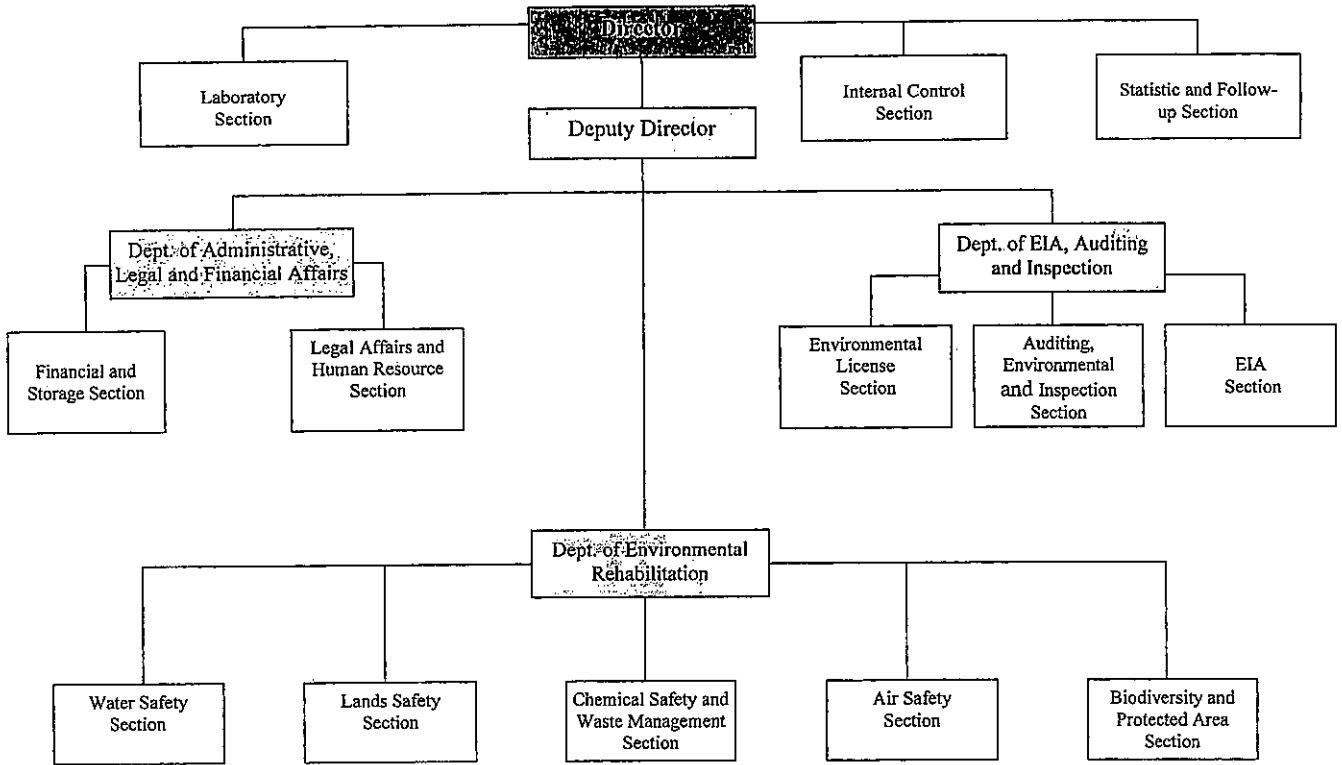 Director
Laboratory
Section
Internal Control
Section
Statistic and Follow-
up Section
Deputy Director
Dept. of Administrative,
Legal and Financial Affairs
Dept. of EIA, Auditing
and Inspection
Financial and
Storage Section
Legal Affairs and
Human Resource
Section
Environmental
License
Section
Auditing,
Environmental
and Inspection
Section
EIA
Section
Dept. of Environmental
Rehabilitation
Water Safety
Section
Lands Safety
Section
Chemical Safety and
Waste Management
Section
Air Safety
Section
Biodiversity and
Protected Area
Section